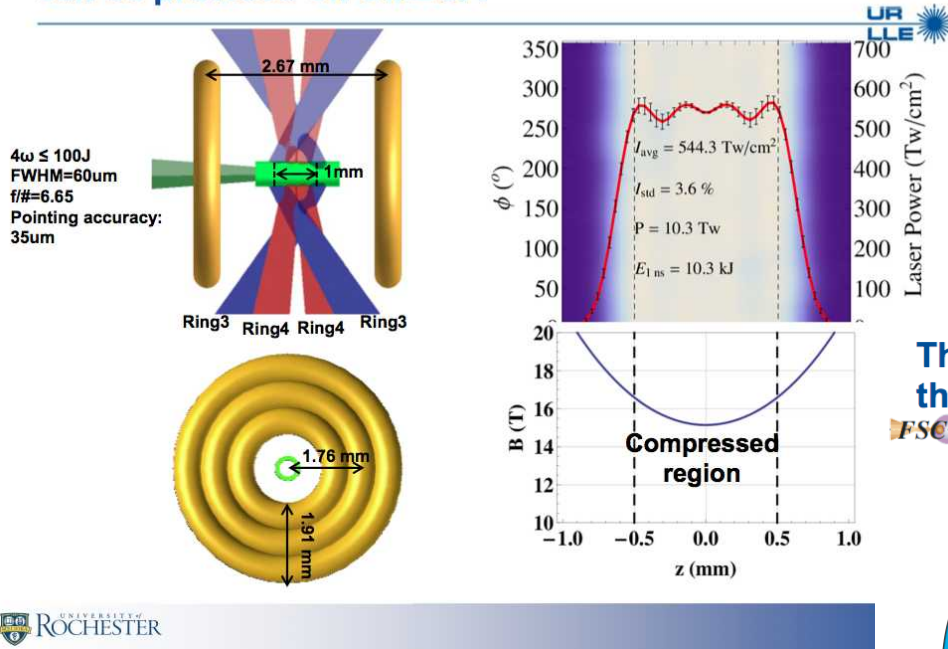 UR
LLE
2.67 mm
4ω ≤ 100J
FWHM=60um
f/#=6.65
Pointing accuracy:
35um
1mm
Ring3 Ring4 Ring4 Ring3
1.76 mm
1.91 mm
350
300
250
200
150
100
50
ϕ (°)
700
600
500
400
300
200
100
0
Laser Power (Tw/cm²)
Iavg = 544.3 Tw/cm²
Istd = 3.6 %
P = 10.3 Tw
E1 ns = 10.3 kJ
20
18
16
14
12
10
B (T)
Compressed
region
−1.0 −0.5 0.0 0.5 1.0
z (mm)
Th
th
FSC
UNIVERSITY of
ROCHESTER